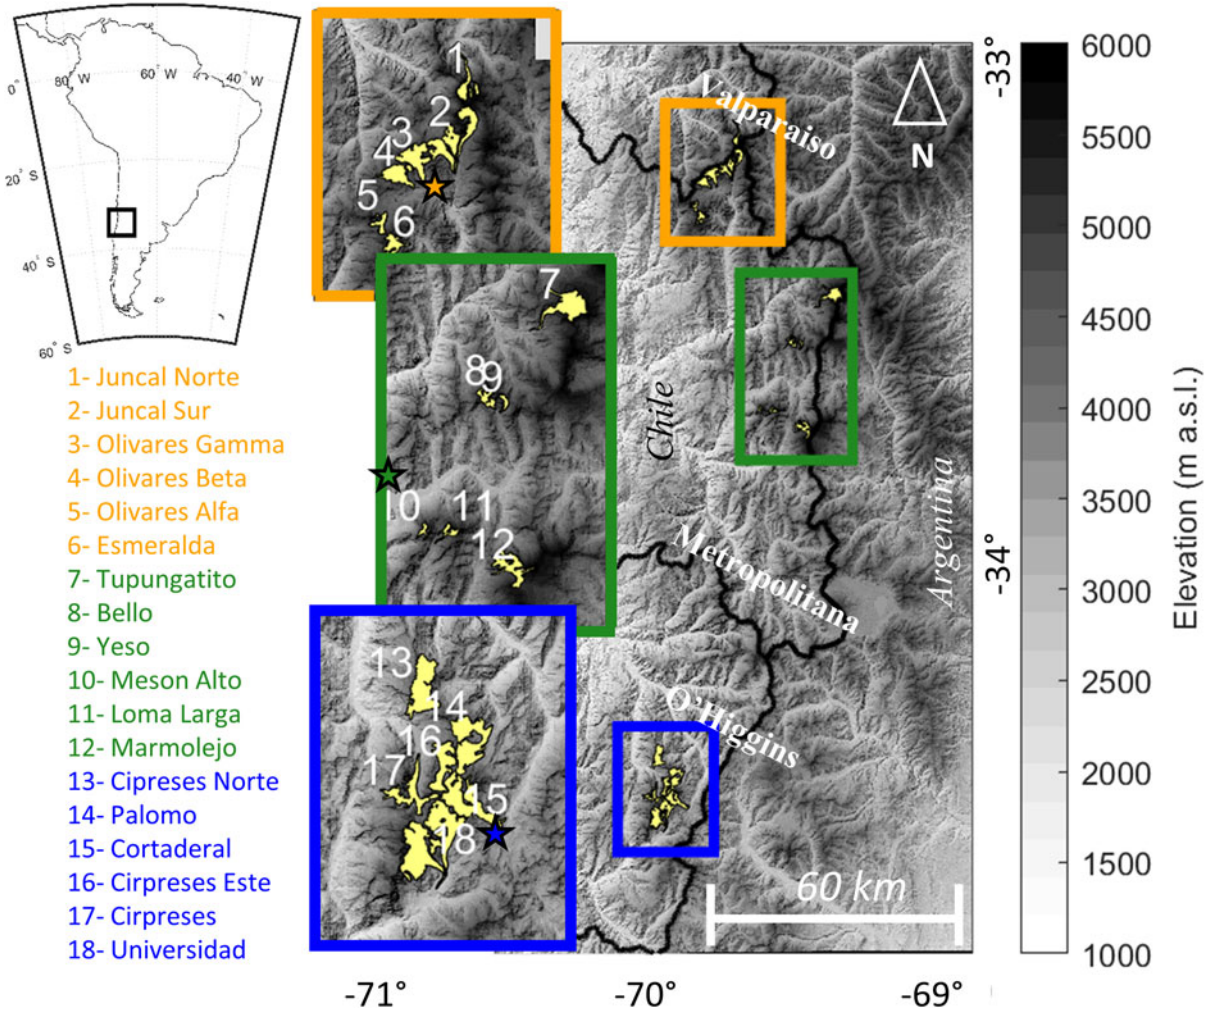 80 W
60 W
40 W
0° S
20° S
40° S
60° S
1- Juncal Norte
2- Juncal Sur
3- Olivares Gamma
4- Olivares Beta
5- Olivares Alfa
6- Esmeralda
7- Tupungatito
8- Bello
9- Yeso
10- Meson Alto
11- Loma Larga
12- Marmolejo
13- Cipreses Norte
14- Palomo
15- Cortaderal
16- Cirpreses Este
17- Cirpreses
18- Universidad
1
2
3
4
5
6
7
8
9
10
11
12
13
14
16
17
15
18
Valparaiso
N
Chile
Argentina
Metropolitana
O'Higgins
60 km
-71°
-70°
-69°
-33°
-34°
6000
5500
5000
4500
4000
3500
3000
2500
2000
1500
1000
Elevation (m a.s.l.)